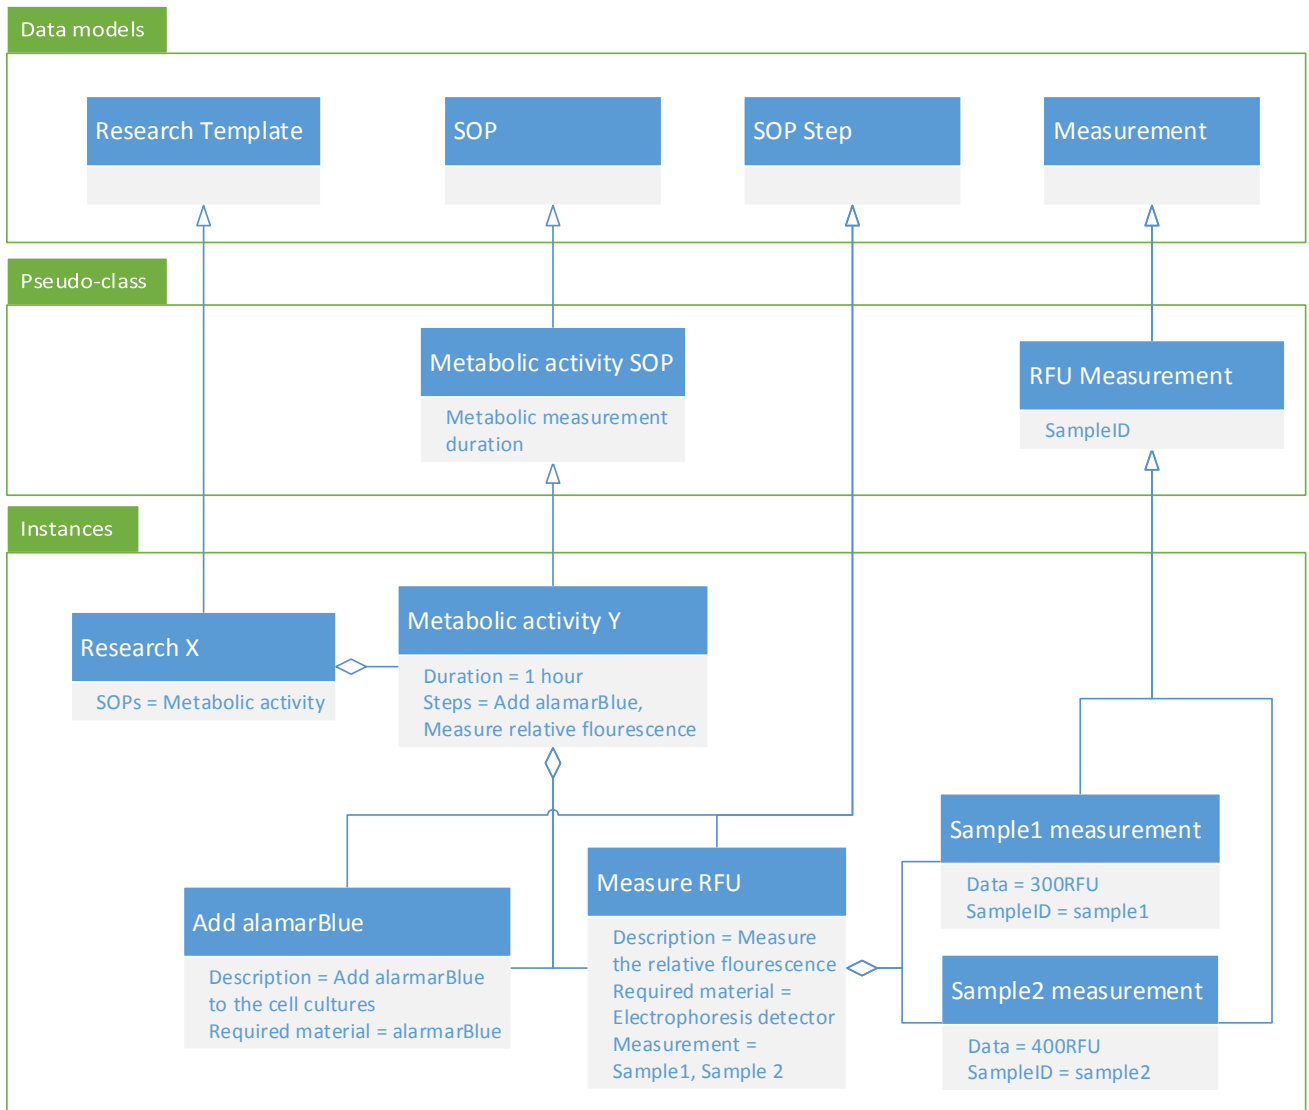 Data models
Research Template
SOP
SOP Step
Measurement
Pseudo-class
Metabolic activity SOP
Metabolic measurement
duration
RFU Measurement
SampleID
Instances
Research X
SOPs = Metabolic activity
Metabolic activity Y
Duration = 1 hour
Steps = Add alamarBlue,
Measure relative flourescence
Add alamarBlue
Description = Add alarmarBlue
to the cell cultures
Required material = alarmarBlue
Measure RFU
Description = Measure
the relative flourescence
Required material =
Electrophoresis detector
Measurement =
Sample1, Sample 2
Sample1 measurement
Data = 300RFU
SampleID = sample1
Sample2 measurement
Data = 400RFU
SampleID = sample2